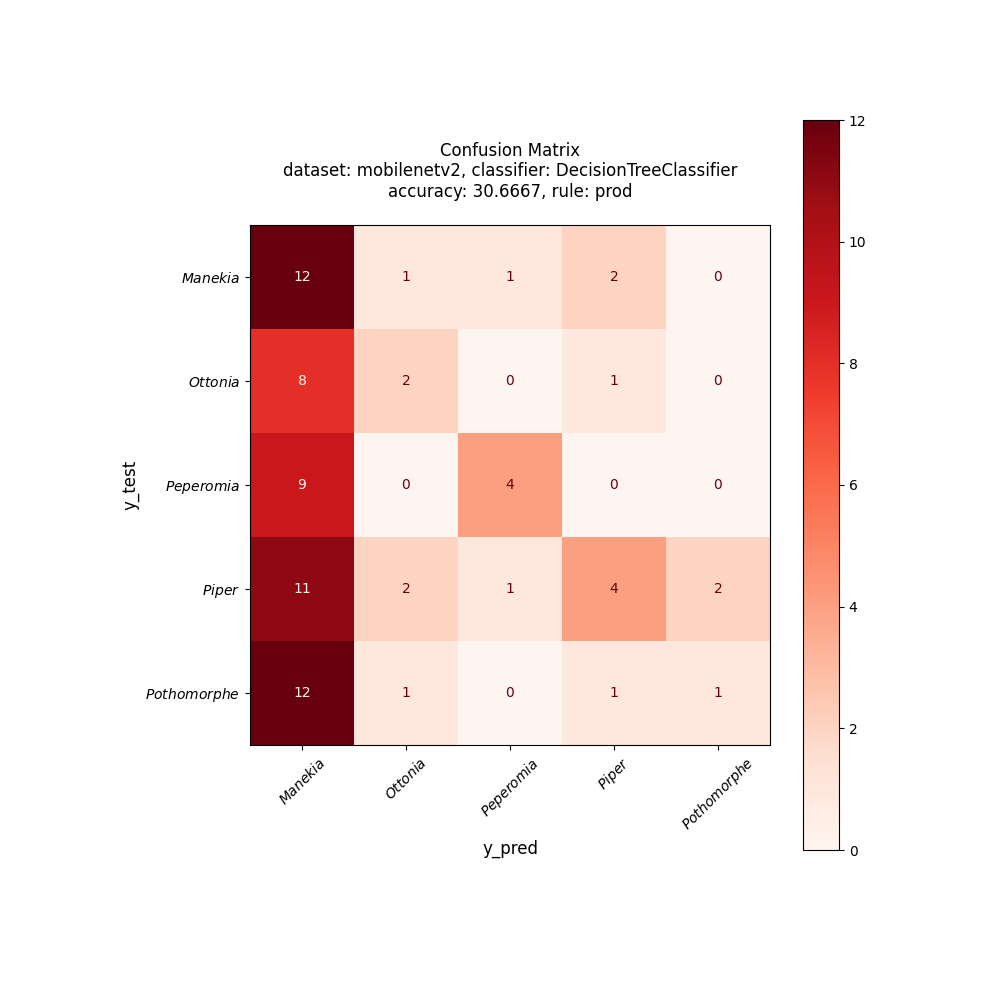 Confusion Matrix
dataset: mobilenetv2, classifier: DecisionTreeClassifier
accuracy: 30.6667, rule: prod
Manekia 12 1 1 2 0
Ottonia 8 2 0 1 0
Peperomia 9 0 4 0 0
Piper 11 2 1 4 2
Pothomorphe 12 1 0 1 1
y_test
Manekia Ottonia Peperomia Piper Pothomorphe
y_pred
12
10
8
6
4
2
0